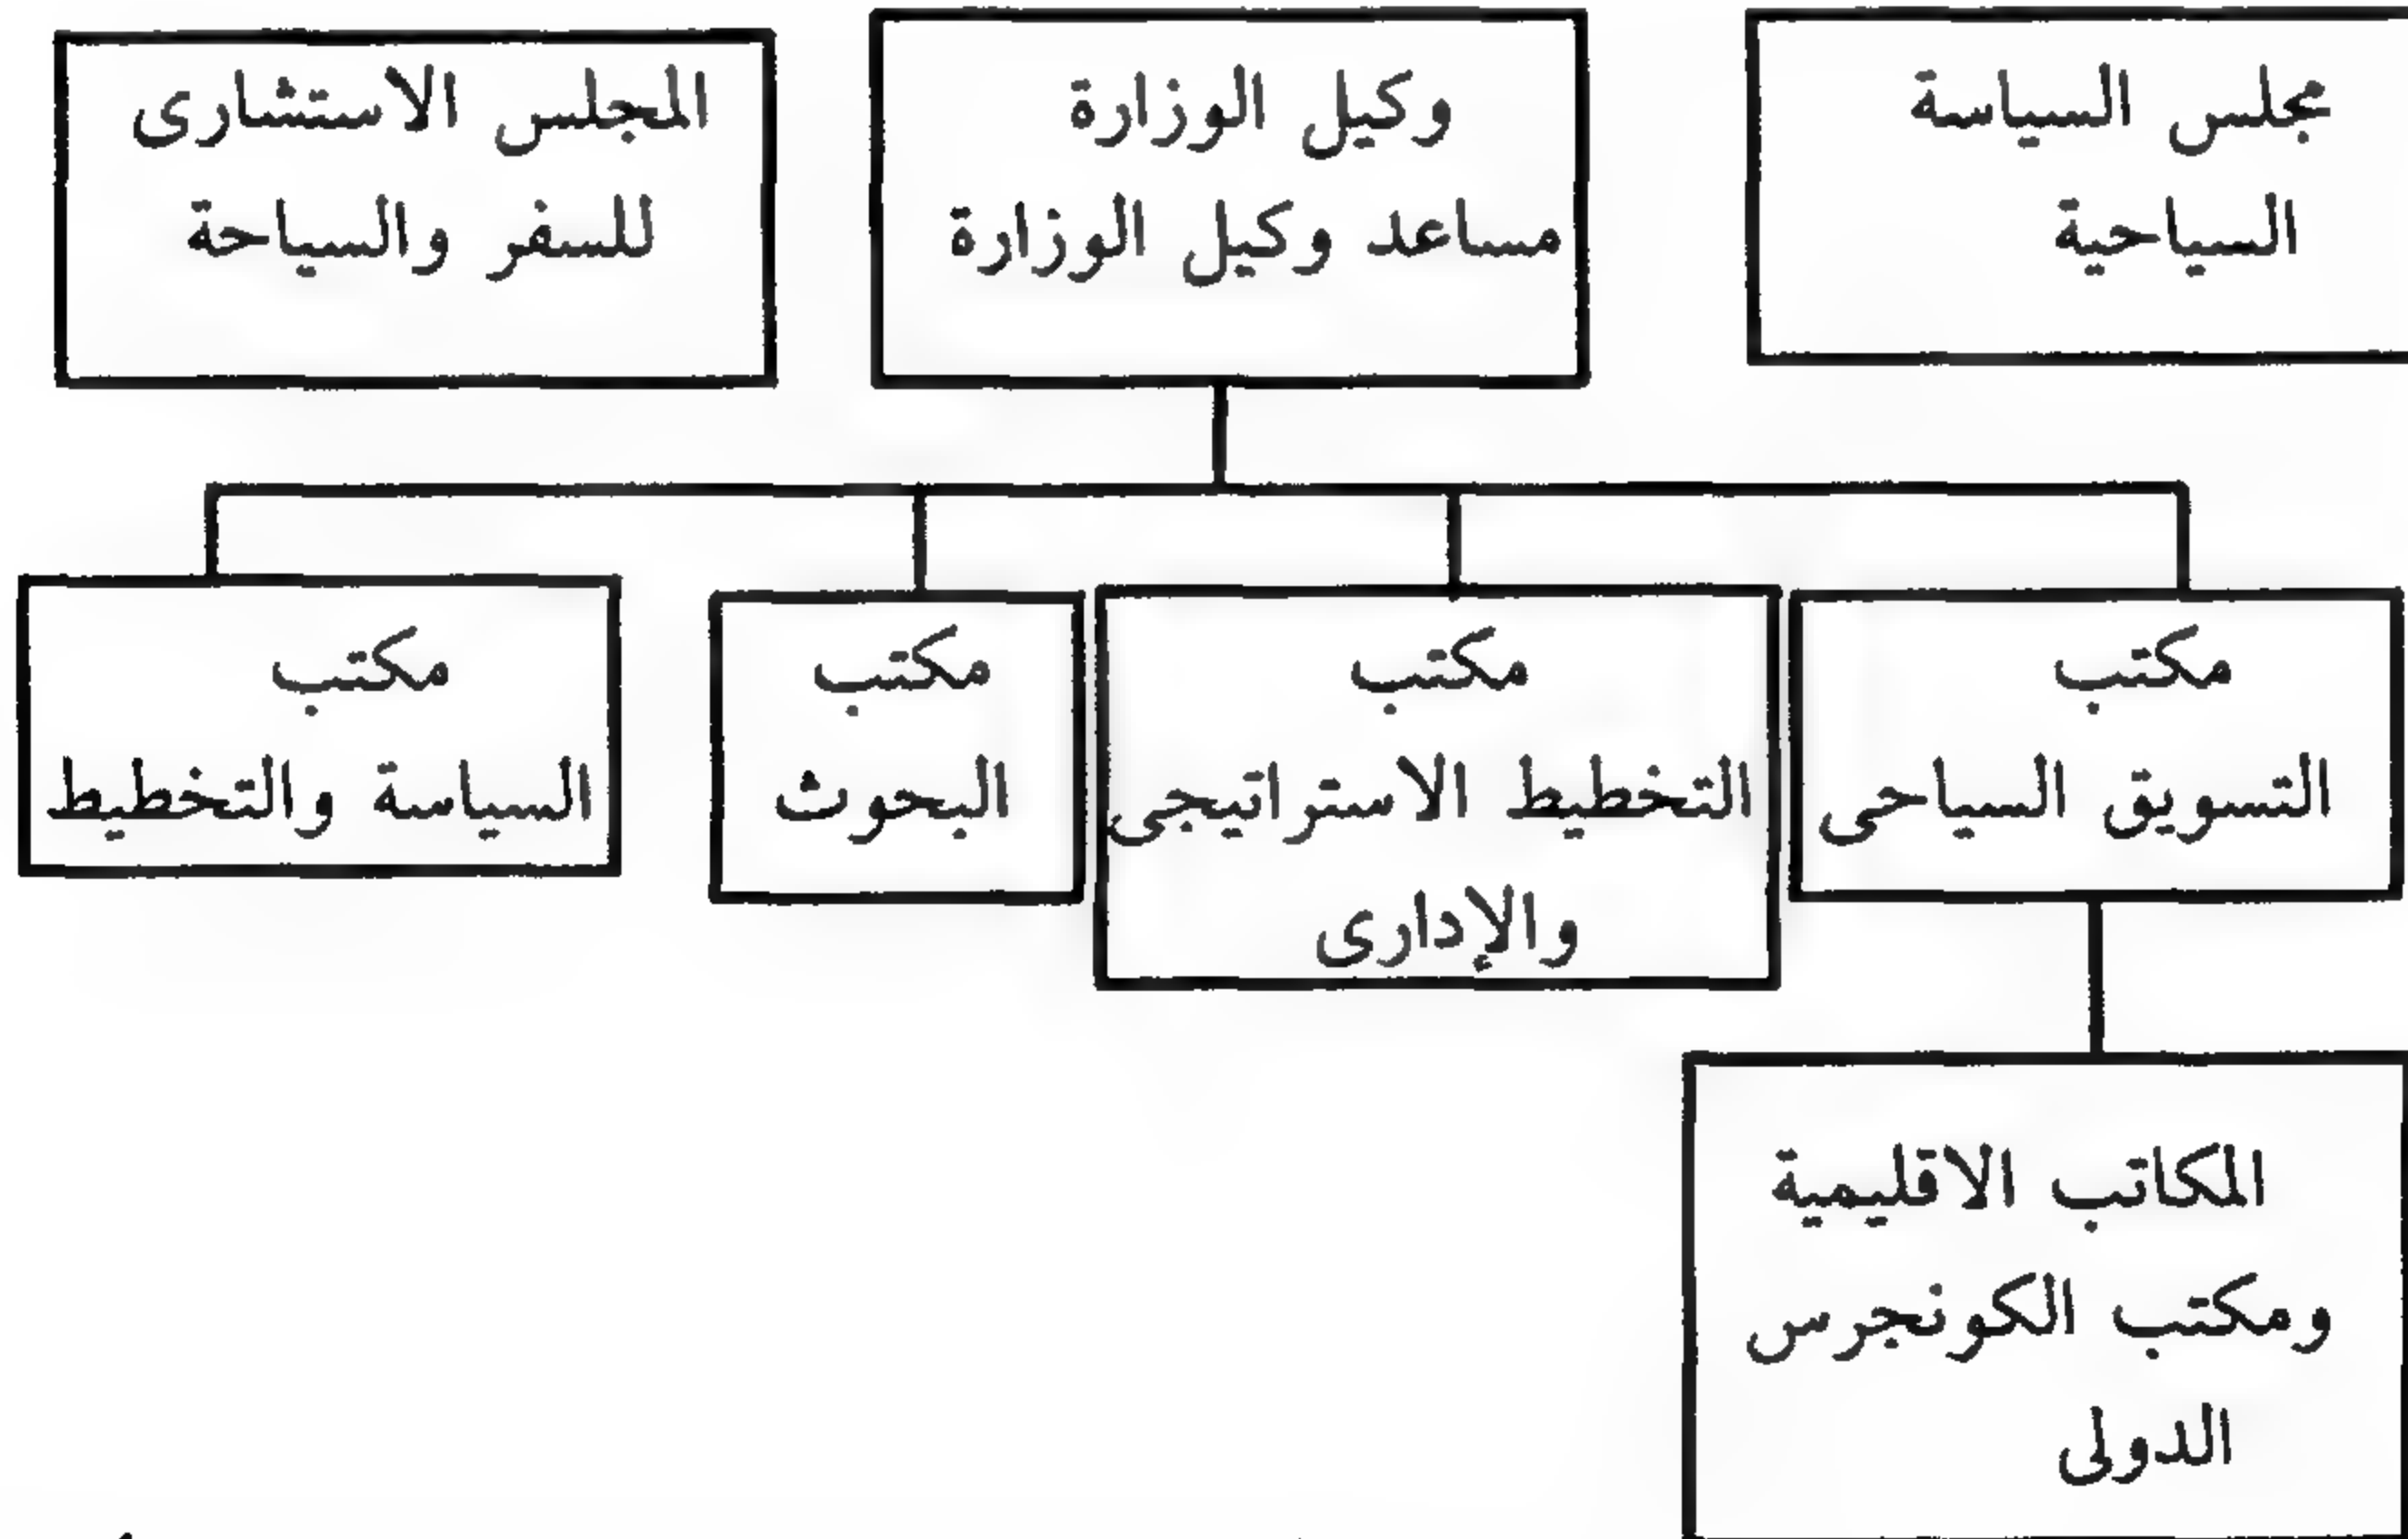 مجلس السياسة
السياحية
وكيل الوزارة
مساعد وكيل الوزارة
المجلس الاستشارى
للسفر والسياحة
مكتب
التسويق السياحى
مكتب
التخطيط الاستراتيجى
والإدارى
مكتب
البحوث
مكتب
السياسة والتخطيط
المكاتب الاقليمية
ومكتب الكونجرس
الدولى